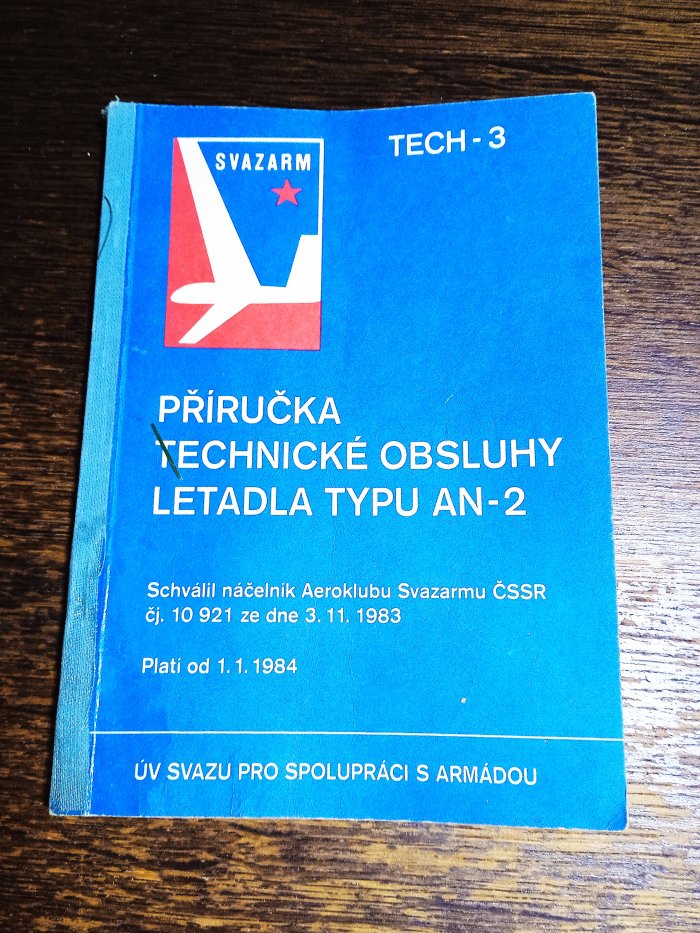 SVAZARM
TECH - 3
PŘÍRUČKA
TECHNICKÉ OBSLUHY
LETADLA TYPU AN-2
Schválil náčelník Aeroklubu Svazarmu ČSSR
čj. 10 921 ze dne 3. 11. 1983
Platí od 1. 1. 1984
ÚV SVAZU PRO SPOLUPRÁCI S ARMÁDOU